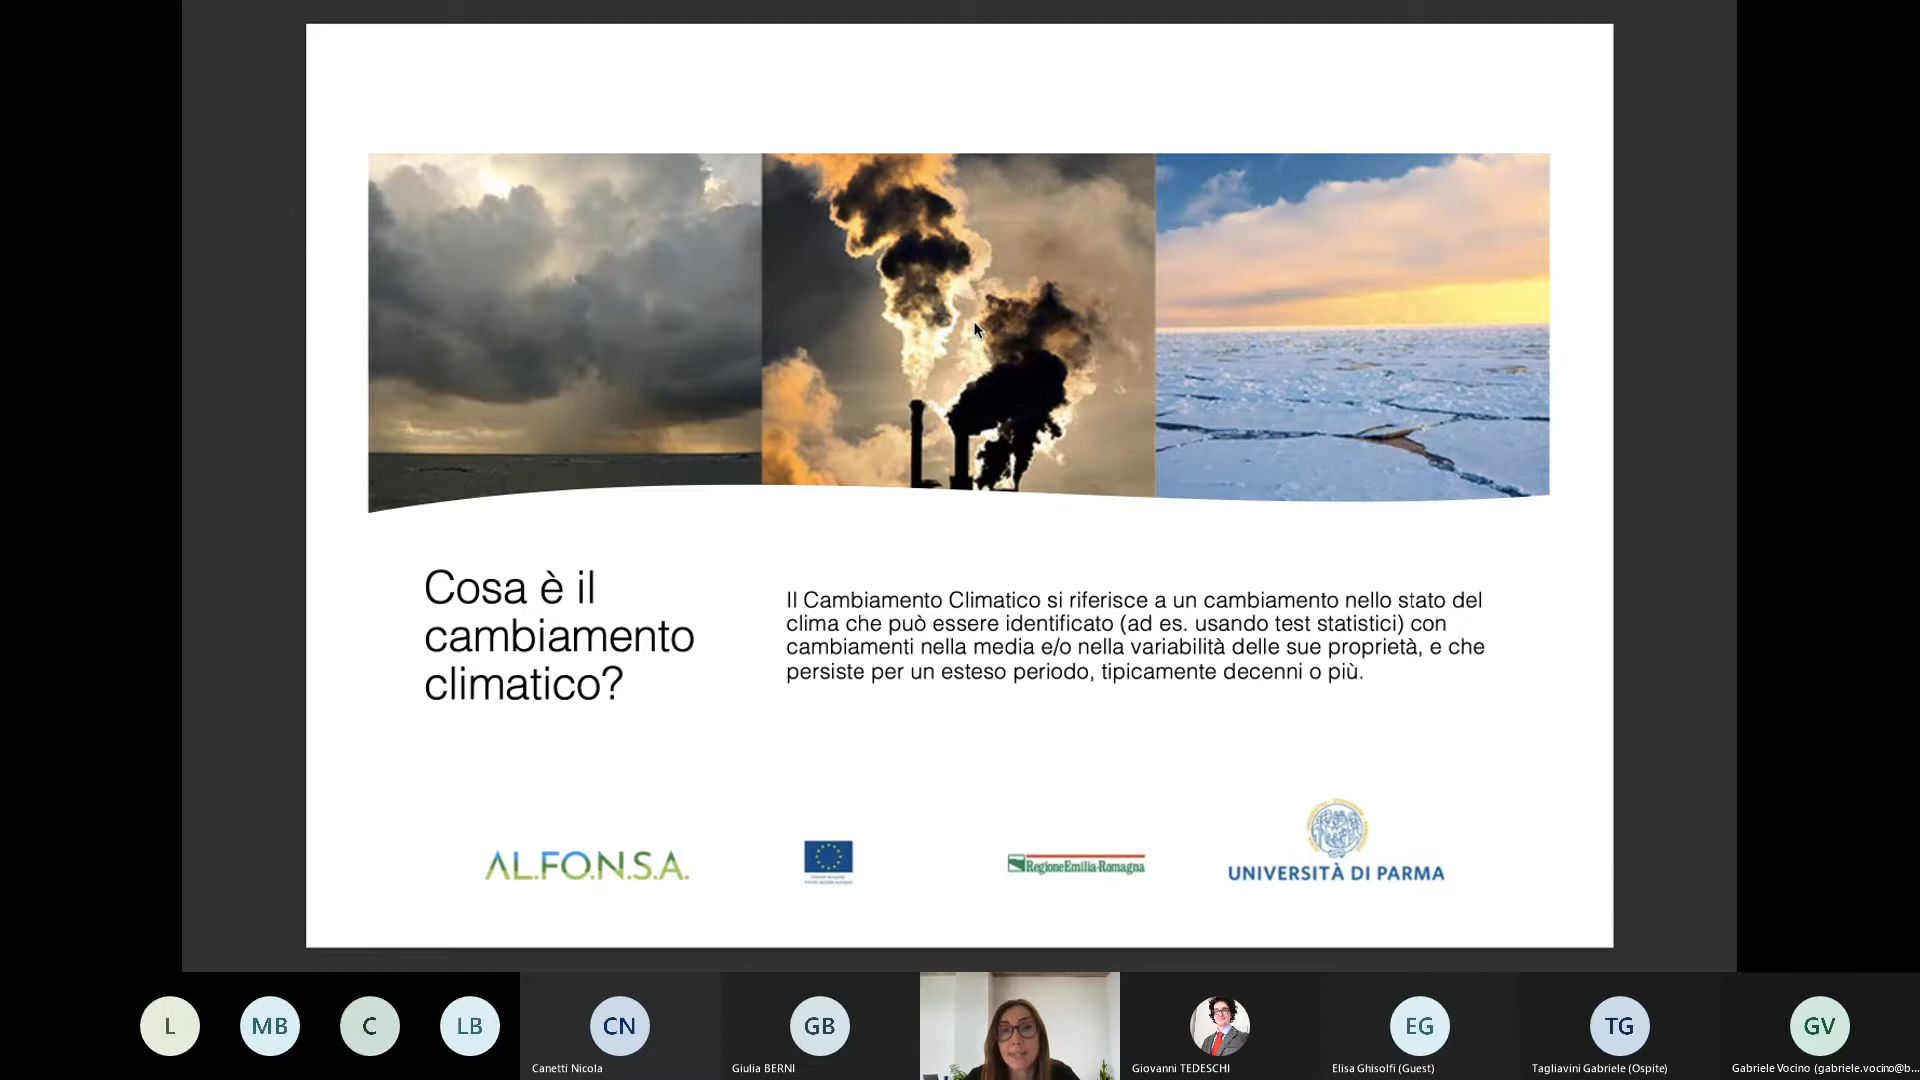 Cosa è il
cambiamento
climatico?
Il Cambiamento Climatico si riferisce a un cambiamento nello stato del
clima che può essere identificato (ad es. usando test statistici) con
cambiamenti nella media e/o nella variabilità delle sue proprietà, e che
persiste per un esteso periodo, tipicamente decenni o più.
AL.FO.N.S.A.
RegioneEmilia-Romagna
UNIVERSITÀ DI PARMA
L
MB
C
LB
CN
GB
EG
TG
GV
Canetti Nicola
Giulia BERNI
Giovanni TEDESCHI
Elisa Ghisolfi (Guest)
Tagliavini Gabriele (Ospite)
Gabriele Vocino (gabriele.vocino@b...